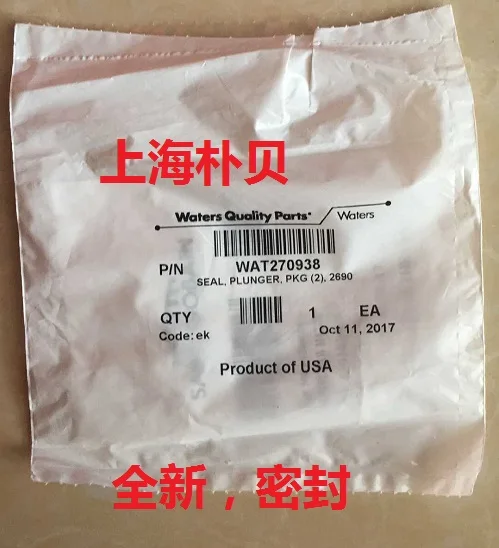 上海朴贝
Waters Quality Parts® Waters
P/N WAT270938
SEAL, PLUNGER, PKG (2), 2690
QTY 1 EA
Code: ek Oct 11, 2017
Product of USA
全新，密封